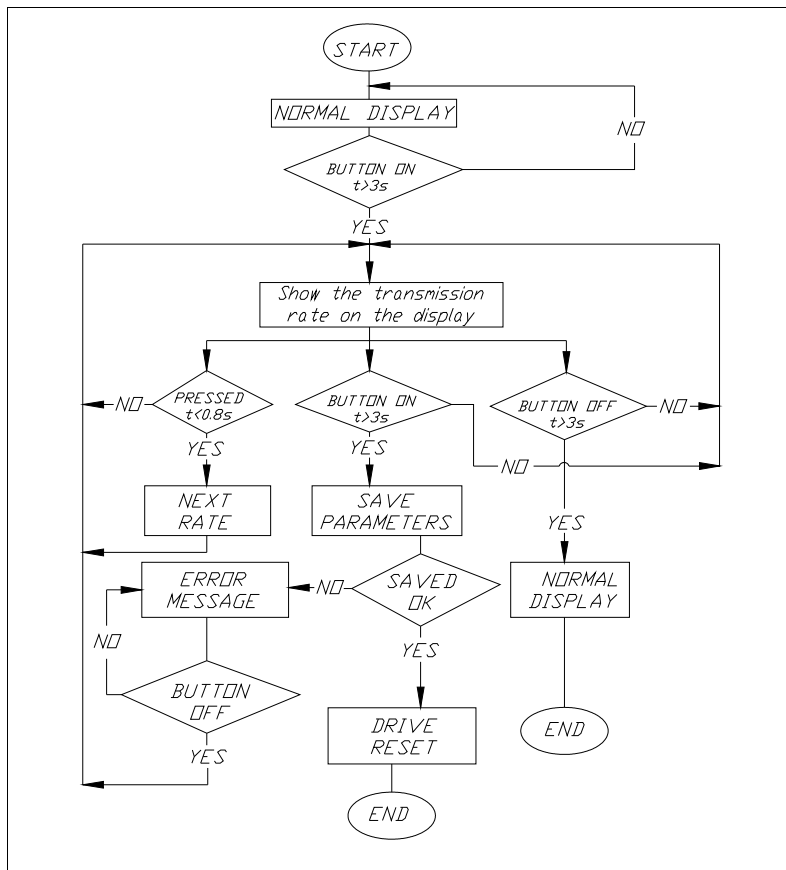 START
NORMAL DISPLAY
NO
BUTTON ON
t>3s
YES
Show the transmission
rate on the display
PRESSED
t<0.8s
NO
YES
BUTTON ON
t>3s
YES
NO
BUTTON OFF
t>3s
NO
YES
NEXT
RATE
SAVE
PARAMETERS
ERROR
MESSAGE
NO
SAVED
OK
NORMAL
DISPLAY
NO
YES
BUTTON
OFF
YES
DRIVE
RESET
END
END